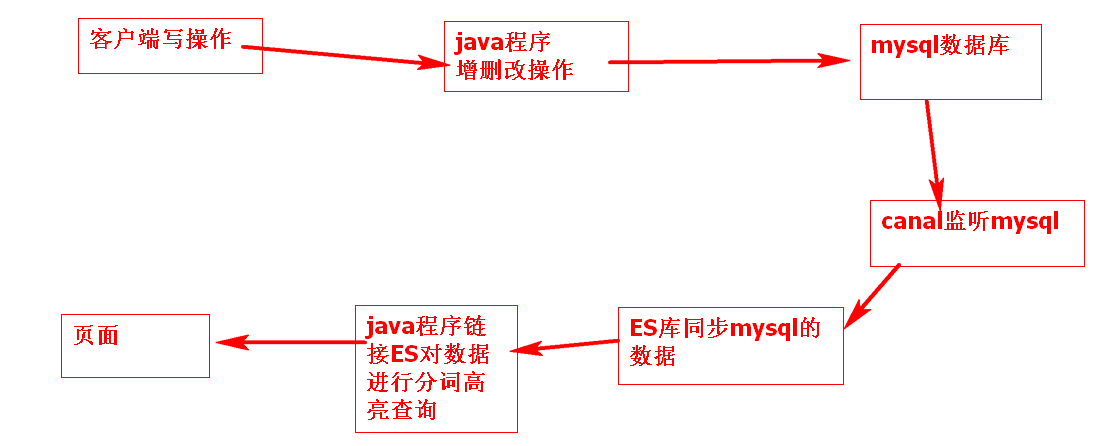 客户端写操作
java程序
增删改操作
mysql数据库
canal监听mysql
ES库同步mysql的
数据
java程序链
接ES对数据
进行分词高
亮查询
页面